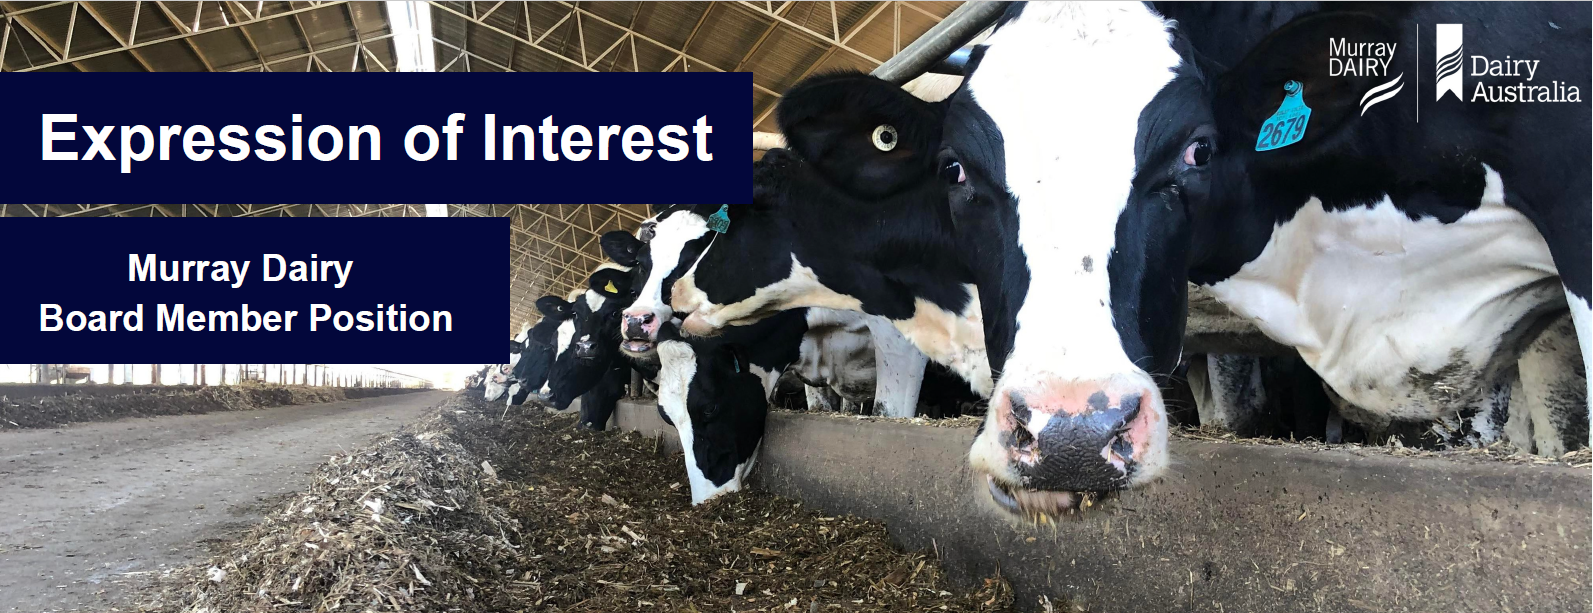 Expression of Interest
Murray Dairy
Board Member Position
Murray
DAIRY
Dairy
Australia
2679